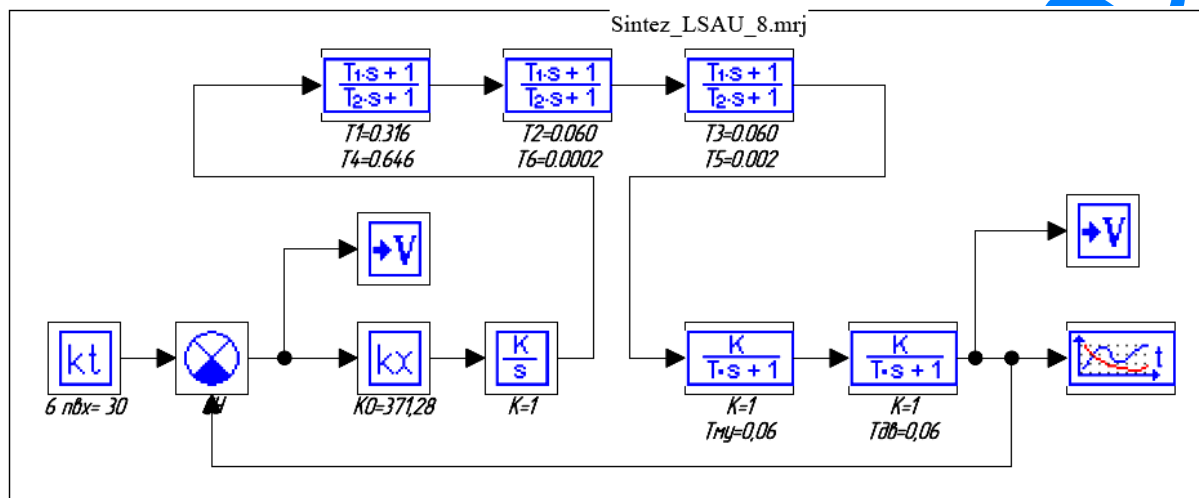 Sintez_LSAU_8.mrj
T₁·s + 1
T₂·s + 1
T₁·s + 1
T₂·s + 1
T₁·s + 1
T₂·s + 1
T1=0.316
T4=0.646
T2=0.060
T6=0.0002
T3=0.060
T5=0.002
→V
→V
kt
kx
K
s
K
T·s + 1
K
T·s + 1
t
6 nвх= 30
K0=371,28
K=1
K=1
Tму=0,06
K=1
Tдв=0,06